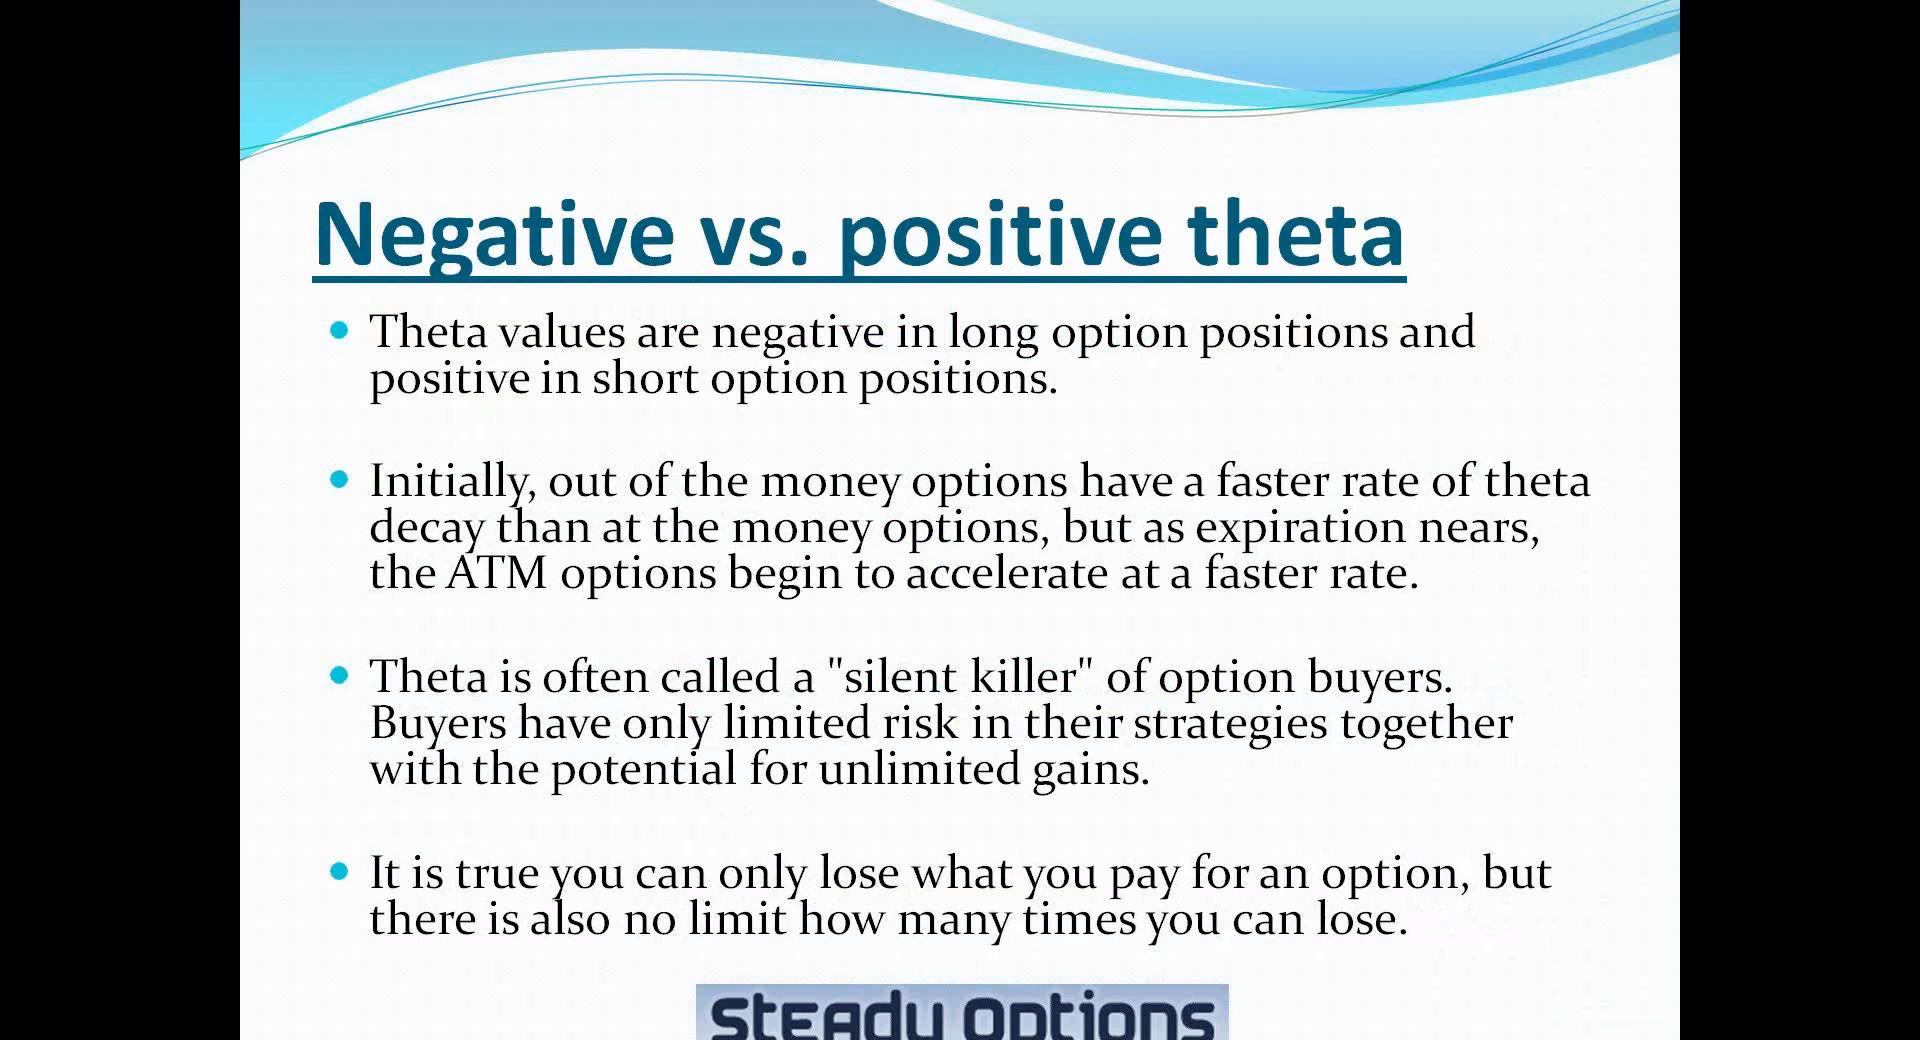 Negative vs. positive theta
Theta values are negative in long option positions and
positive in short option positions.
Initially, out of the money options have a faster rate of theta
decay than at the money options, but as expiration nears,
the ATM options begin to accelerate at a faster rate.
Theta is often called a "silent killer" of option buyers.
Buyers have only limited risk in their strategies together
with the potential for unlimited gains.
It is true you can only lose what you pay for an option, but
there is also no limit how many times you can lose.
Steady Options